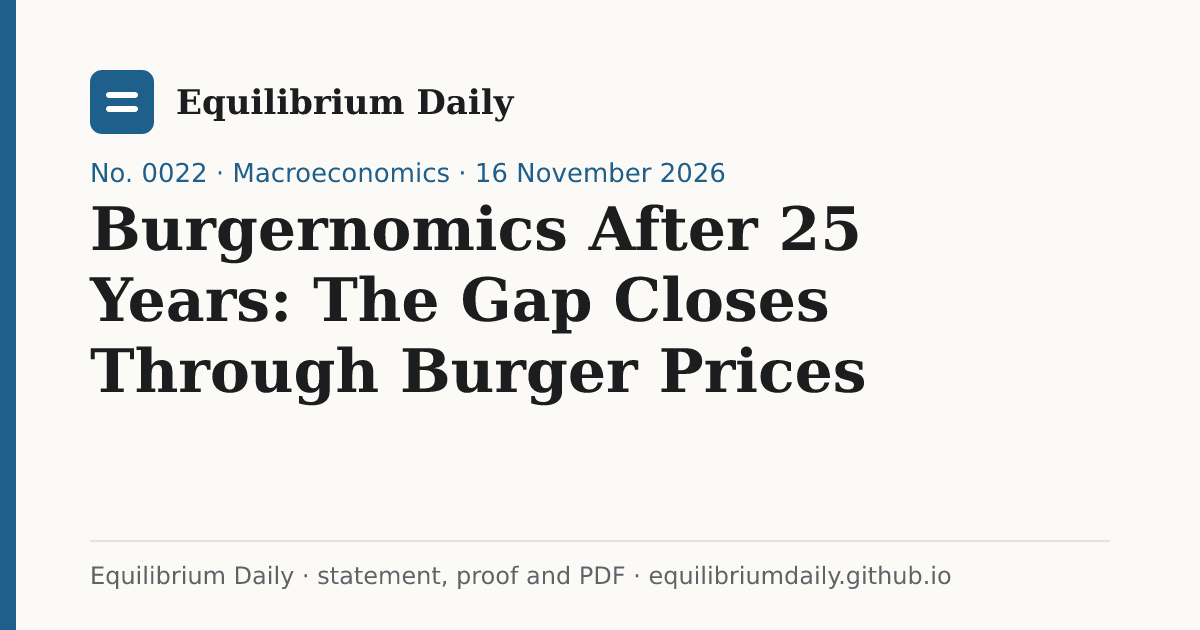 Equilibrium Daily
No. 0022 · Macroeconomics · 16 November 2026
Burgernomics After 25
Years: The Gap Closes
Through Burger Prices
Equilibrium Daily · statement, proof and PDF · equilibriumdaily.github.io